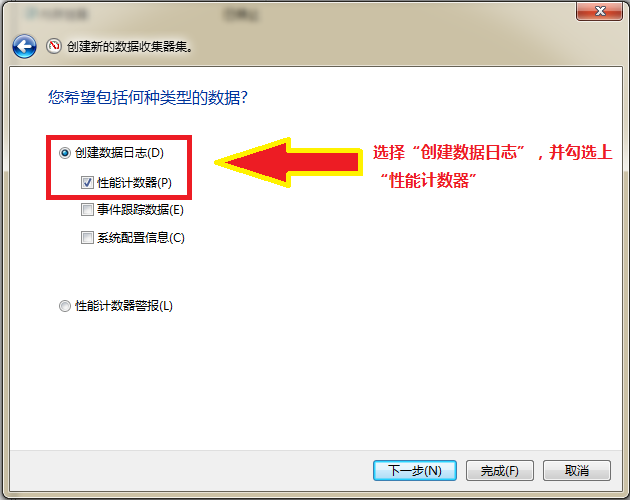 创建新的数据收集器集。
您希望包括何种类型的数据?
创建数据日志(D)
性能计数器(P)
事件跟踪数据(E)
系统配置信息(C)
性能计数器警报(L)
选择“创建数据日志”，并勾选上
“性能计数器”
下一步(N)
完成(F)
取消